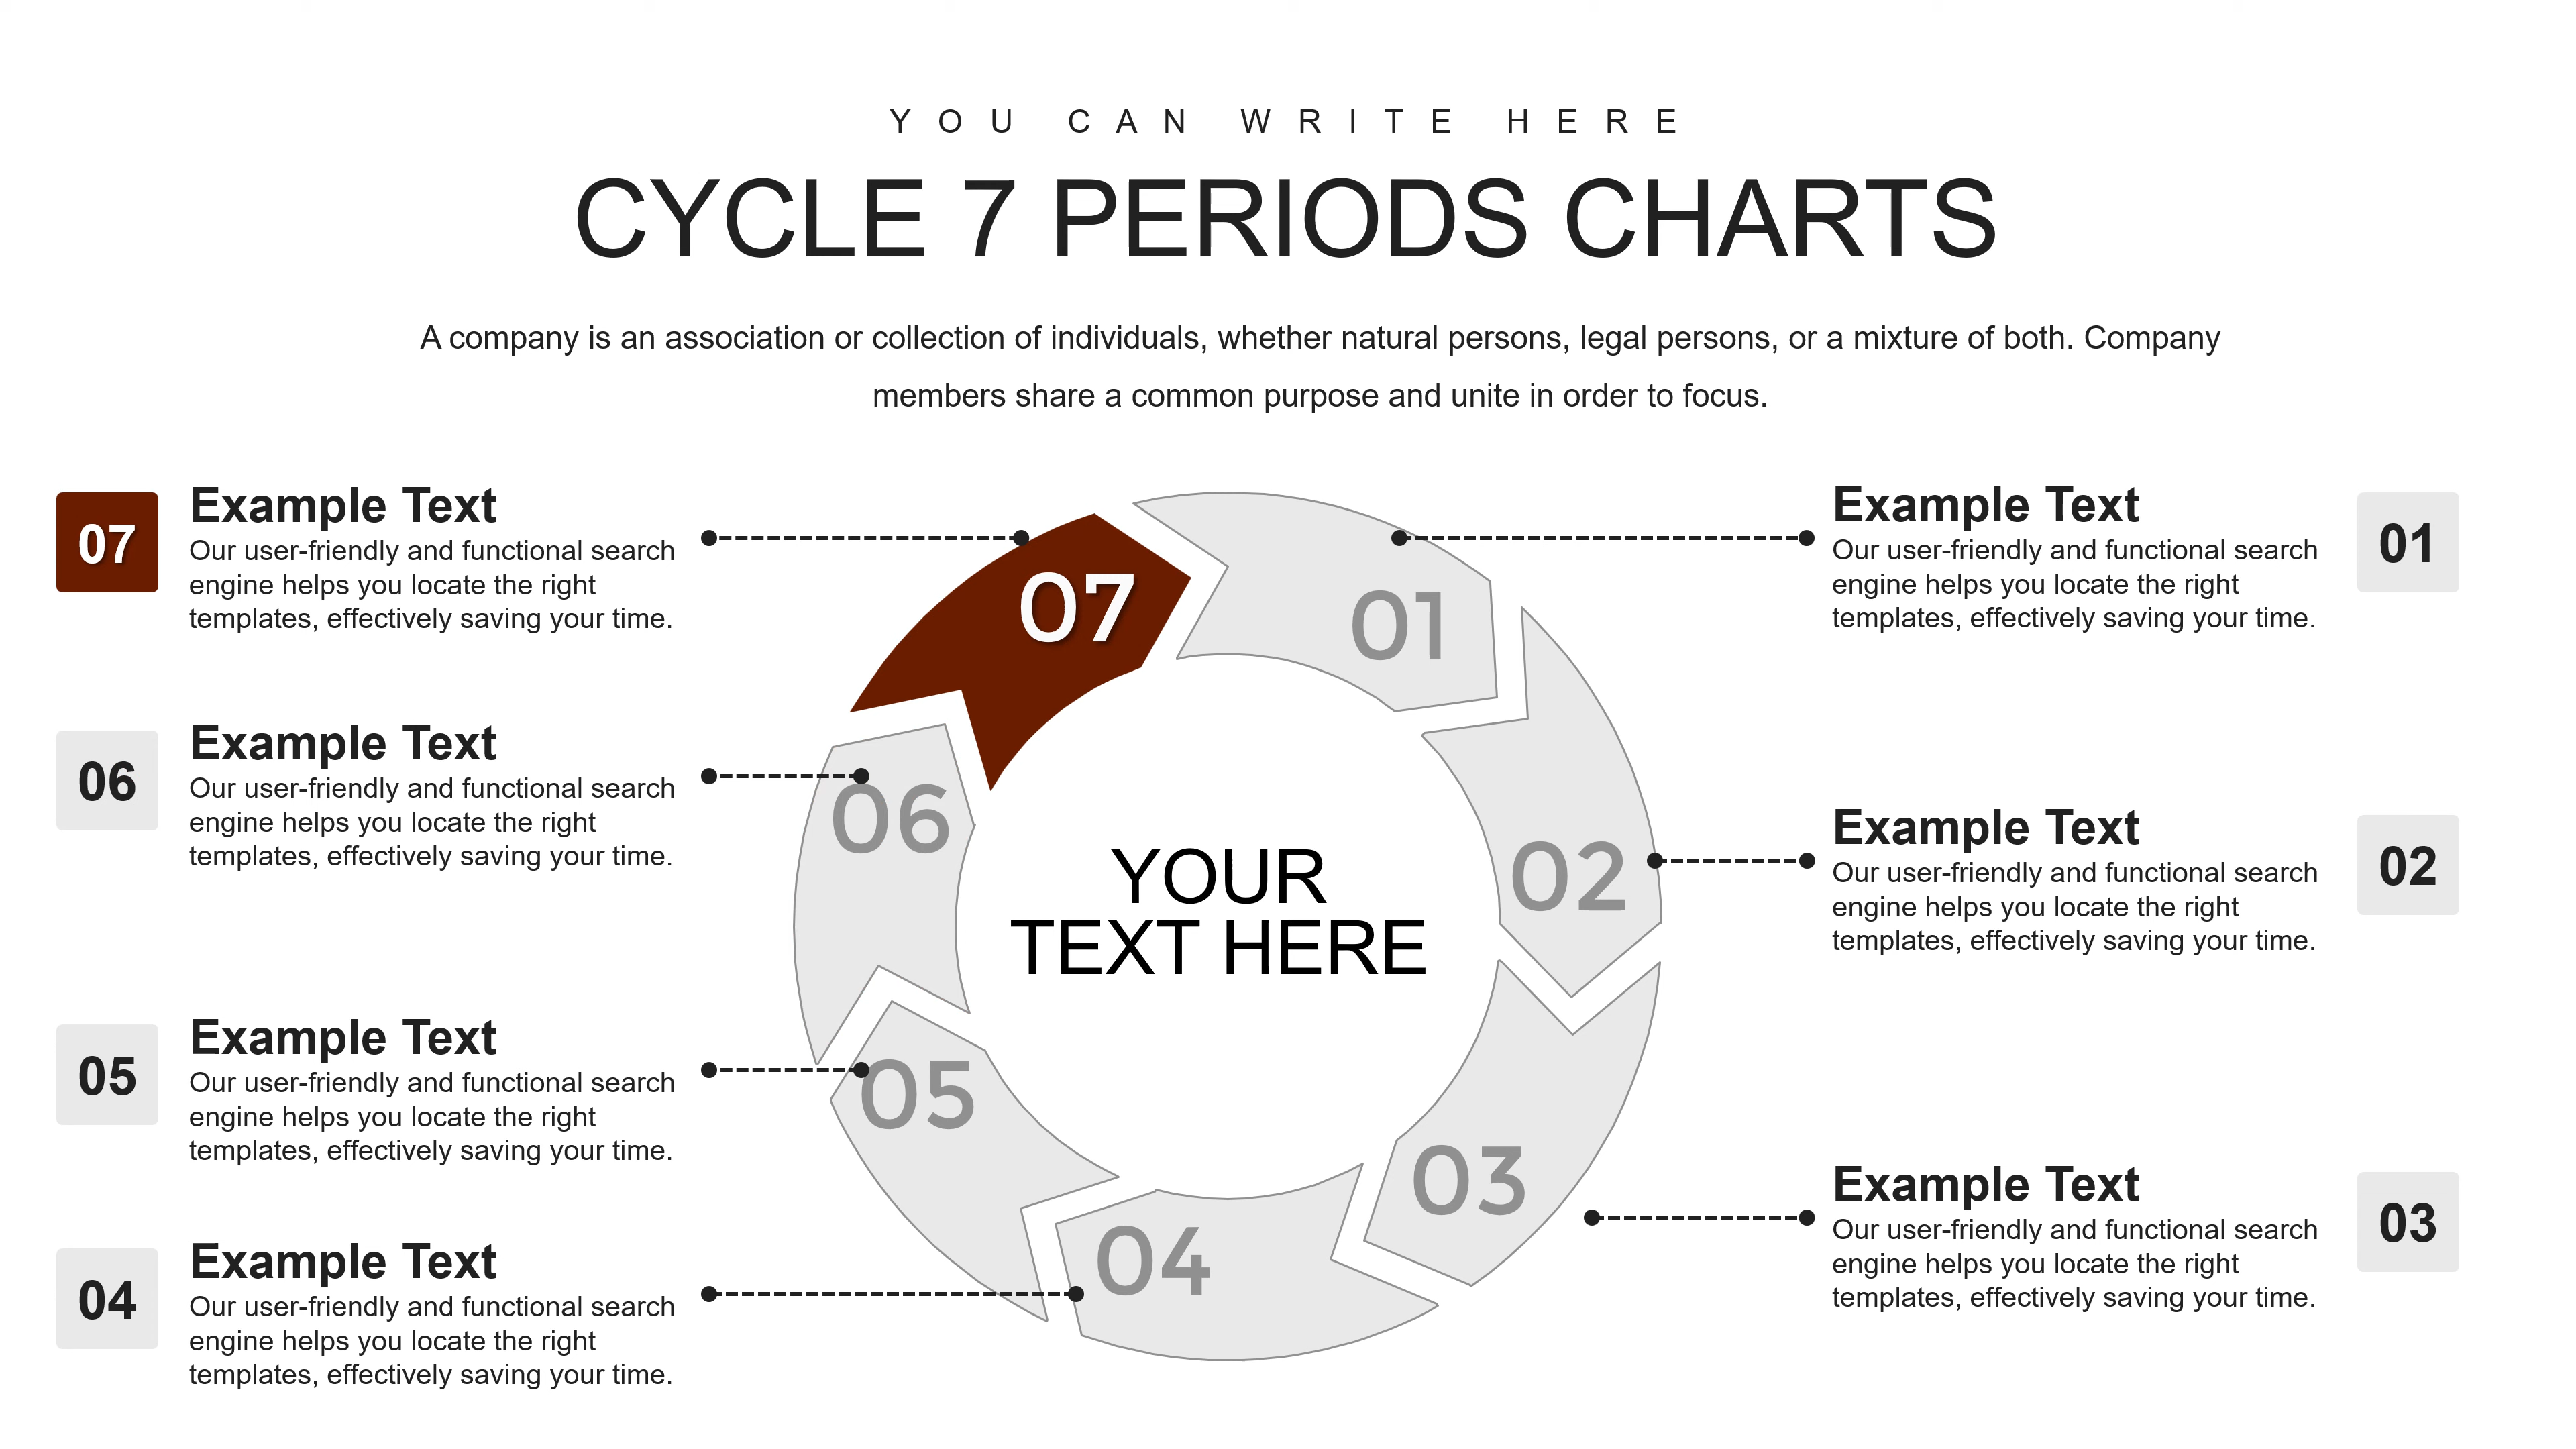 YOU CAN WRITE HERE
CYCLE 7 PERIODS CHARTS
A company is an association or collection of individuals, whether natural persons, legal persons, or a mixture of both. Company
members share a common purpose and unite in order to focus.
07
Example Text
Our user-friendly and functional search
engine helps you locate the right
templates, effectively saving your time.
06
Example Text
Our user-friendly and functional search
engine helps you locate the right
templates, effectively saving your time.
05
Example Text
Our user-friendly and functional search
engine helps you locate the right
templates, effectively saving your time.
04
Example Text
Our user-friendly and functional search
engine helps you locate the right
templates, effectively saving your time.
07
01
06
02
05
03
04
YOUR
TEXT HERE
Example Text
Our user-friendly and functional search
engine helps you locate the right
templates, effectively saving your time.
01
Example Text
Our user-friendly and functional search
engine helps you locate the right
templates, effectively saving your time.
02
Example Text
Our user-friendly and functional search
engine helps you locate the right
templates, effectively saving your time.
03